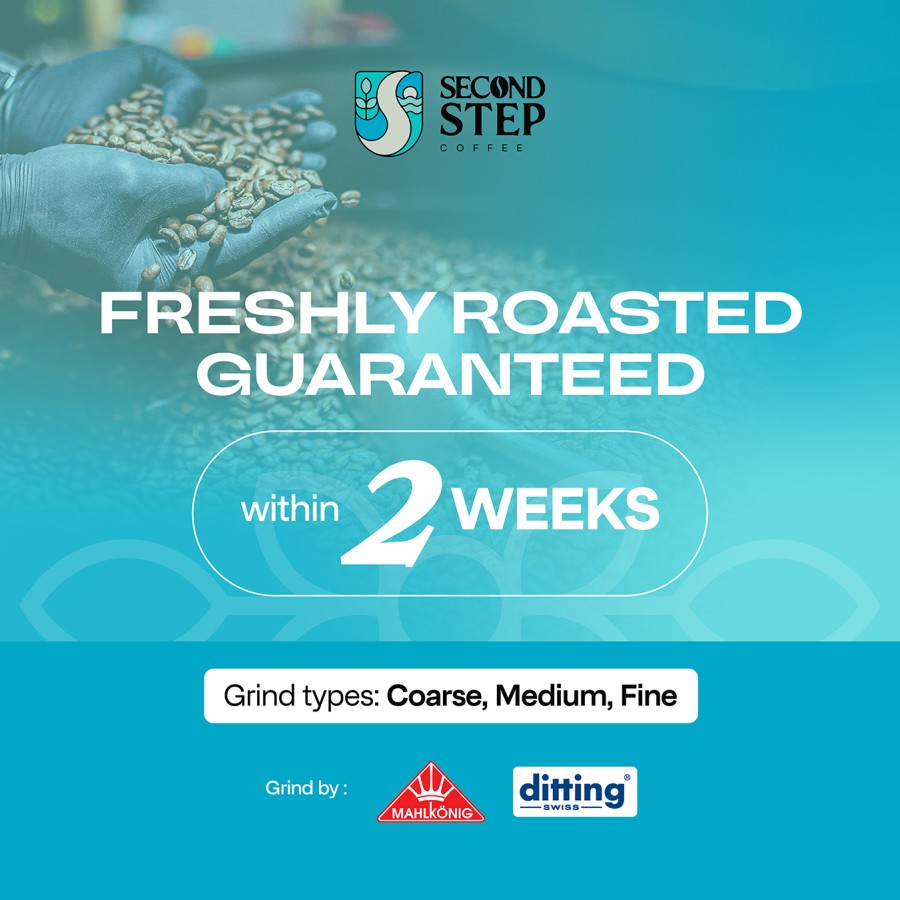 SECOND
STEP
COFFEE
FRESHLY ROASTED
GUARANTEED
within 2 WEEKS
Grind types: Coarse, Medium, Fine
Grind by :
MAHLKÖNIG
ditting®
SWISS